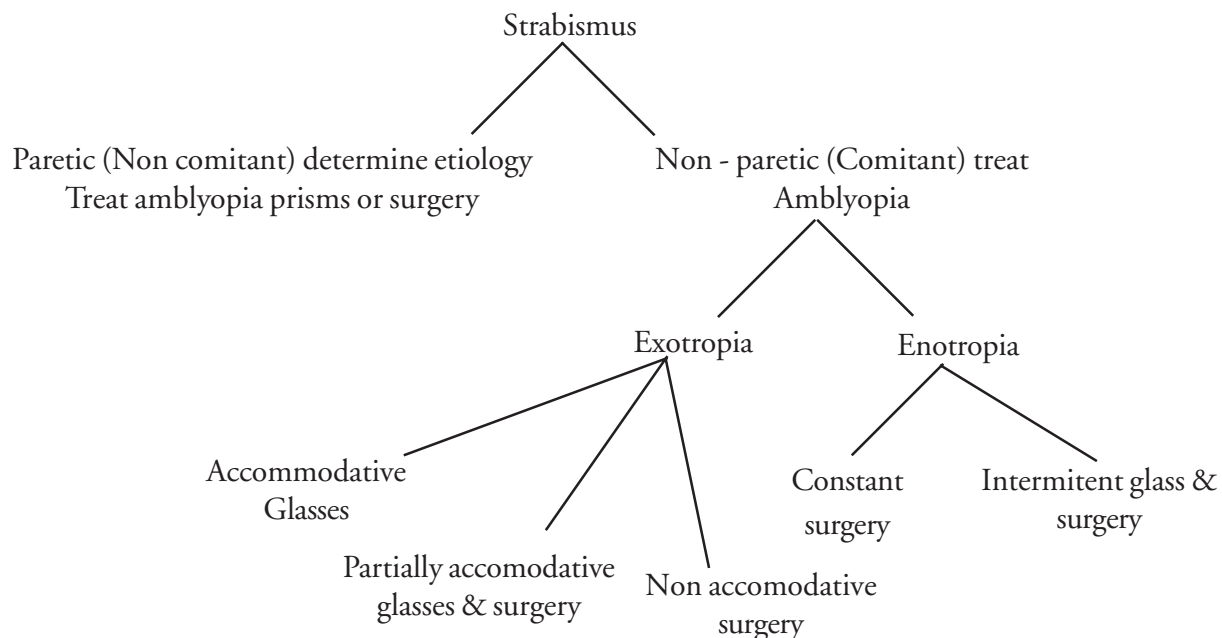 Strabismus
Paretic (Non comitant) determine etiology
Treat amblyopia prisms or surgery
Non - paretic (Comitant) treat
Amblyopia
Exotropia
Enotropia
Accommodative
Glasses
Partially accomodative
glasses & surgery
Non accomodative
surgery
Constant
surgery
Intermitent glass &
surgery